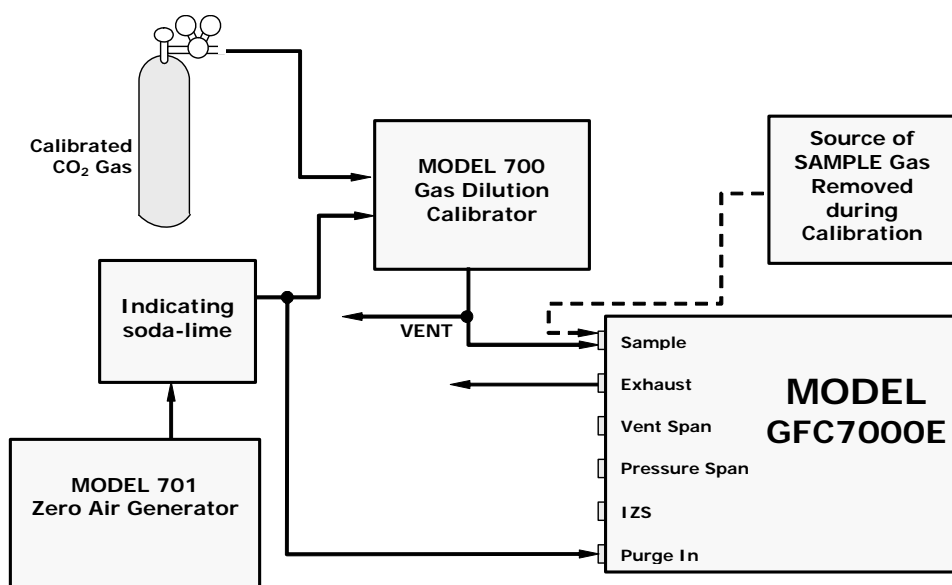 Calibrated
CO₂ Gas
MODEL 700
Gas Dilution
Calibrator
Source of
SAMPLE Gas
Removed
during
Calibration
Indicating
soda-lime
VENT
MODEL 701
Zero Air Generator
Sample
Exhaust
Vent Span
Pressure Span
IZS
Purge In
MODEL
GFC7000E